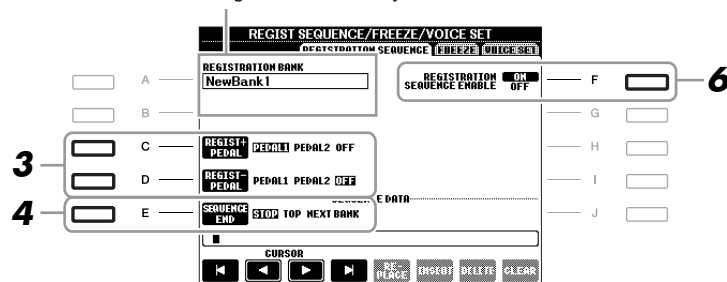 REGIST SEQUENCE/FREEZE/VOICE SET
REGISTRATION SEQUENCE FREEZE VOICE SET
REGISTRATION BANK
NewBank1
REGISTRATION SEQUENCE ENABLE ON OFF
A
B
C
D
E
F
G
H
I
J
3
4
6
REGIST+ PEDAL PEDAL1 PEDAL2 OFF
REGIST- PEDAL PEDAL1 PEDAL2 OFF
E DATA
SEQUENCE END STOP TOP NEXT BANK
CURSOR
RE-PLACE INSERT DELETE CLEAR